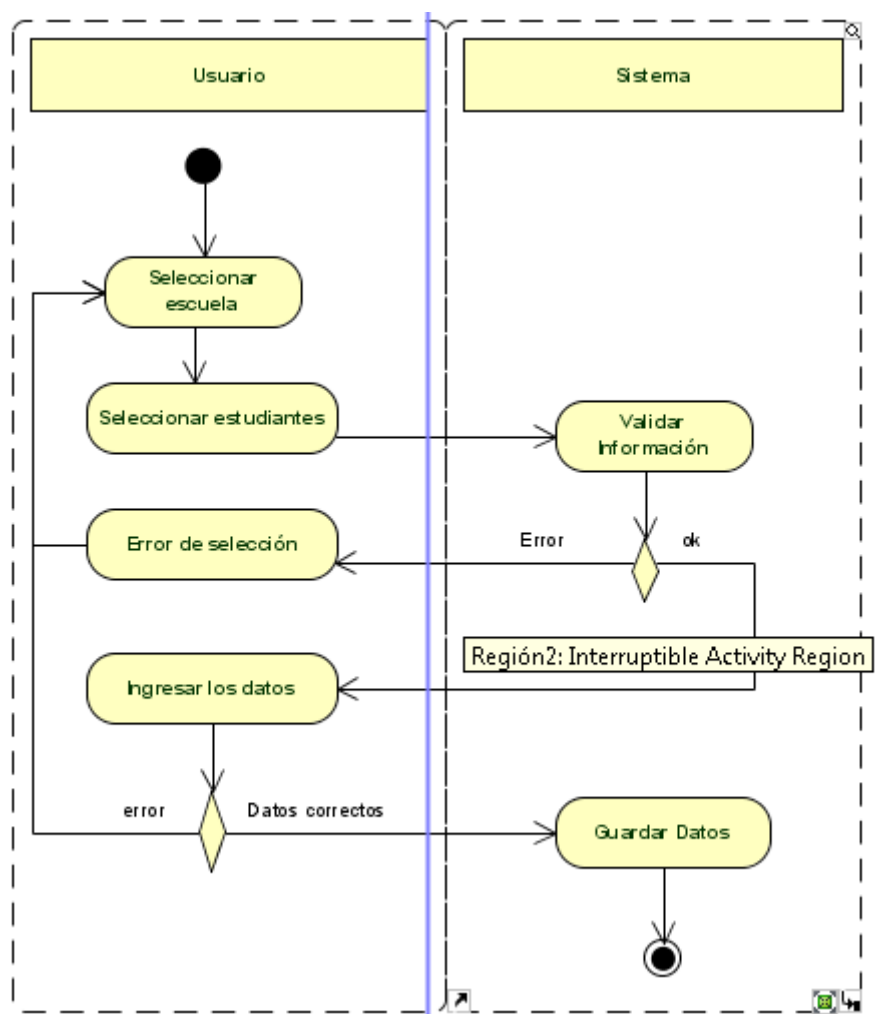 Usuario
Sistema
Seleccionar
escuela
Seleccionar estudiantes
Validar
Información
Error de selección
Error
ok
Región2: Interruptible Activity Region
Ingresar los datos
error
Datos correctos
Guardar Datos